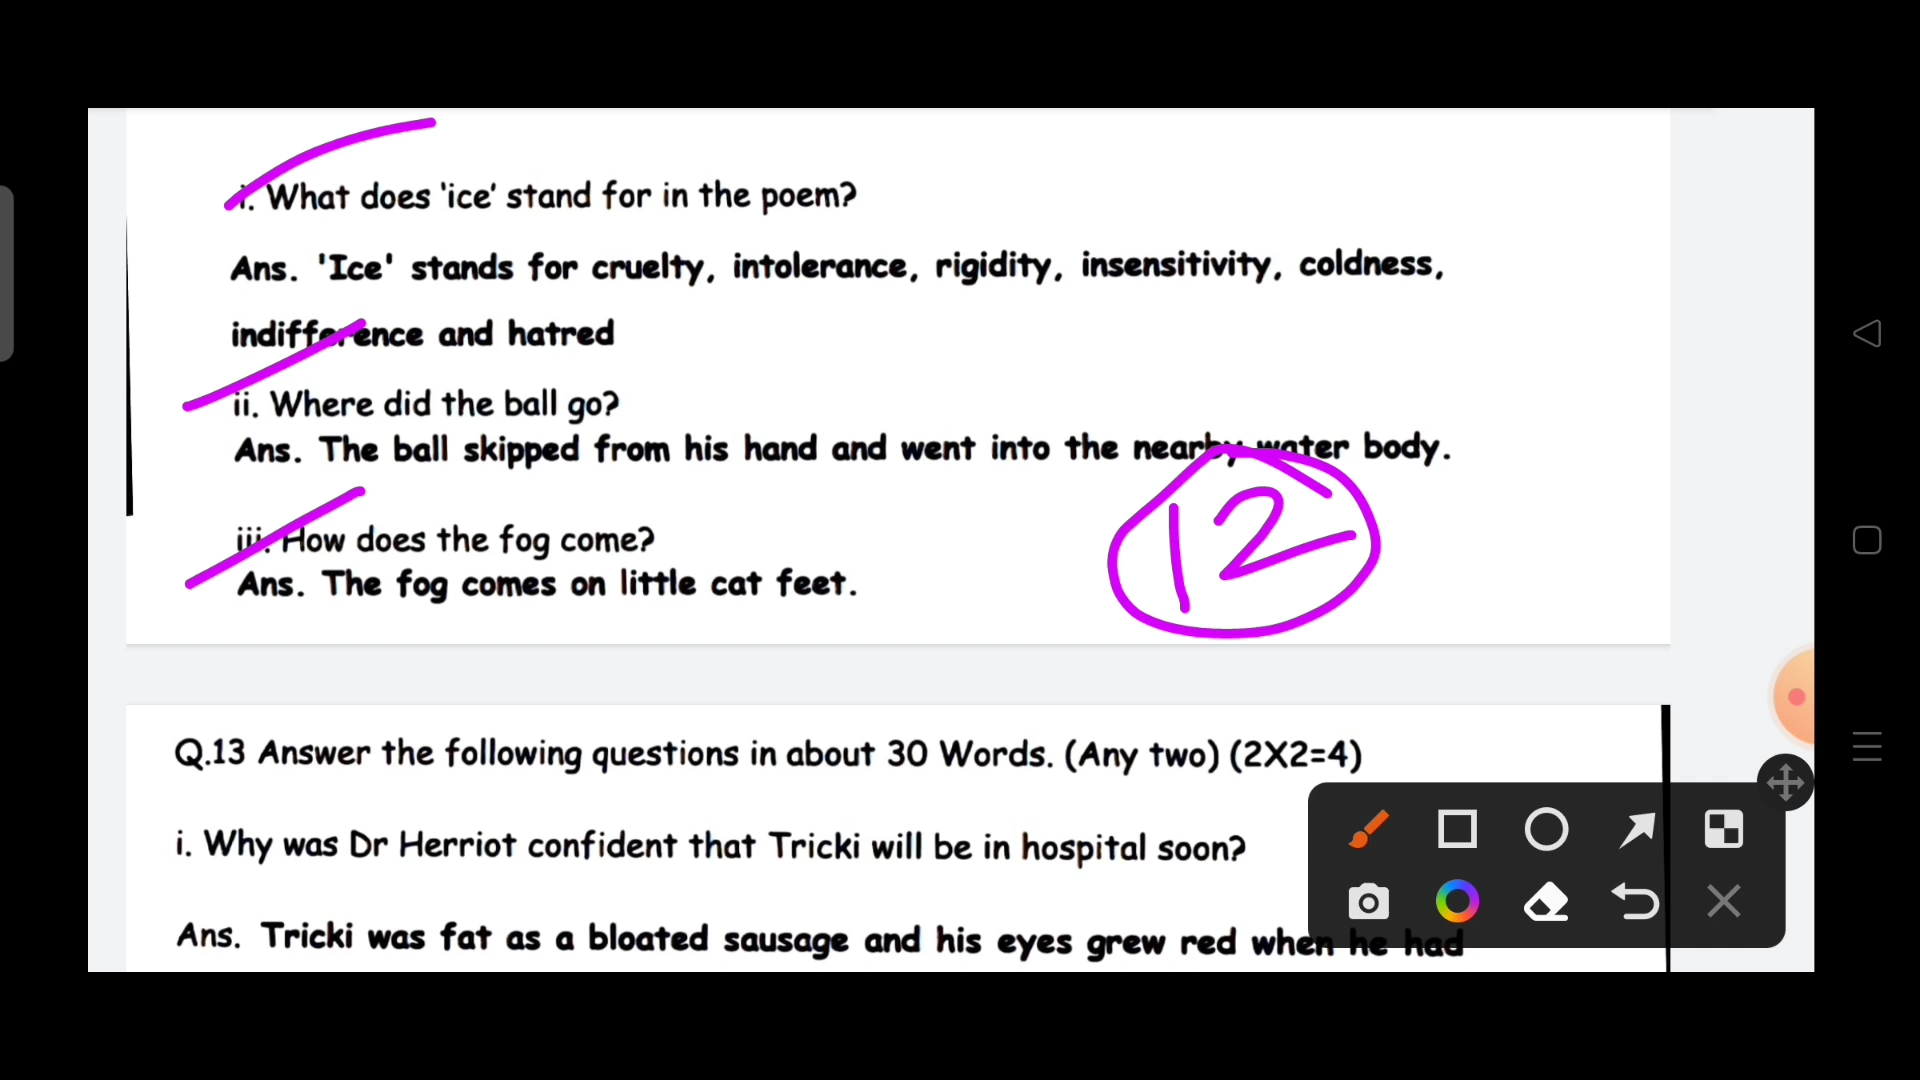 i. What does 'ice' stand for in the poem?
Ans. 'Ice' stands for cruelty, intolerance, rigidity, insensitivity, coldness,
indifference and hatred
ii. Where did the ball go?
Ans. The ball skipped from his hand and went into the nearby water body.
iii. How does the fog come?
Ans. The fog comes on little cat feet.
12
Q.13 Answer the following questions in about 30 Words. (Any two) (2X2=4)
i. Why was Dr Herriot confident that Tricki will be in hospital soon?
Ans. Tricki was fat as a bloated sausage and his eyes grew red when he had